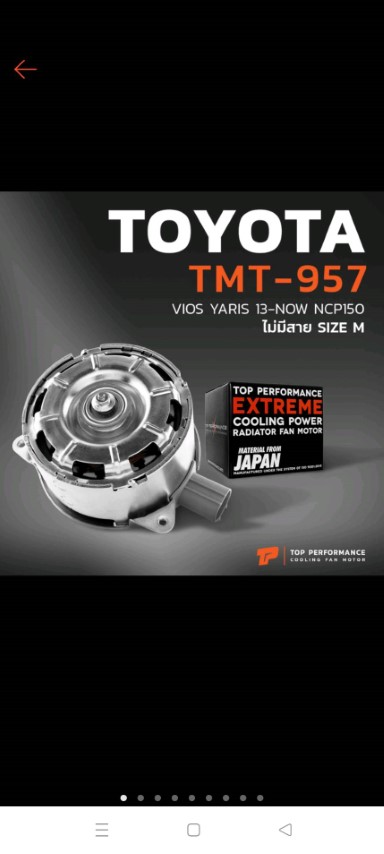 TOYOTA
TMT-957
VIOS YARIS 13-NOW NCP150
ไม่มีสาย SIZE M
TOP PERFORMANCE
EXTREME
COOLING POWER
RADIATOR FAN MOTOR
MATERIAL FROM
JAPAN
TP
TOP PERFORMANCE
COOLING FAN MOTOR